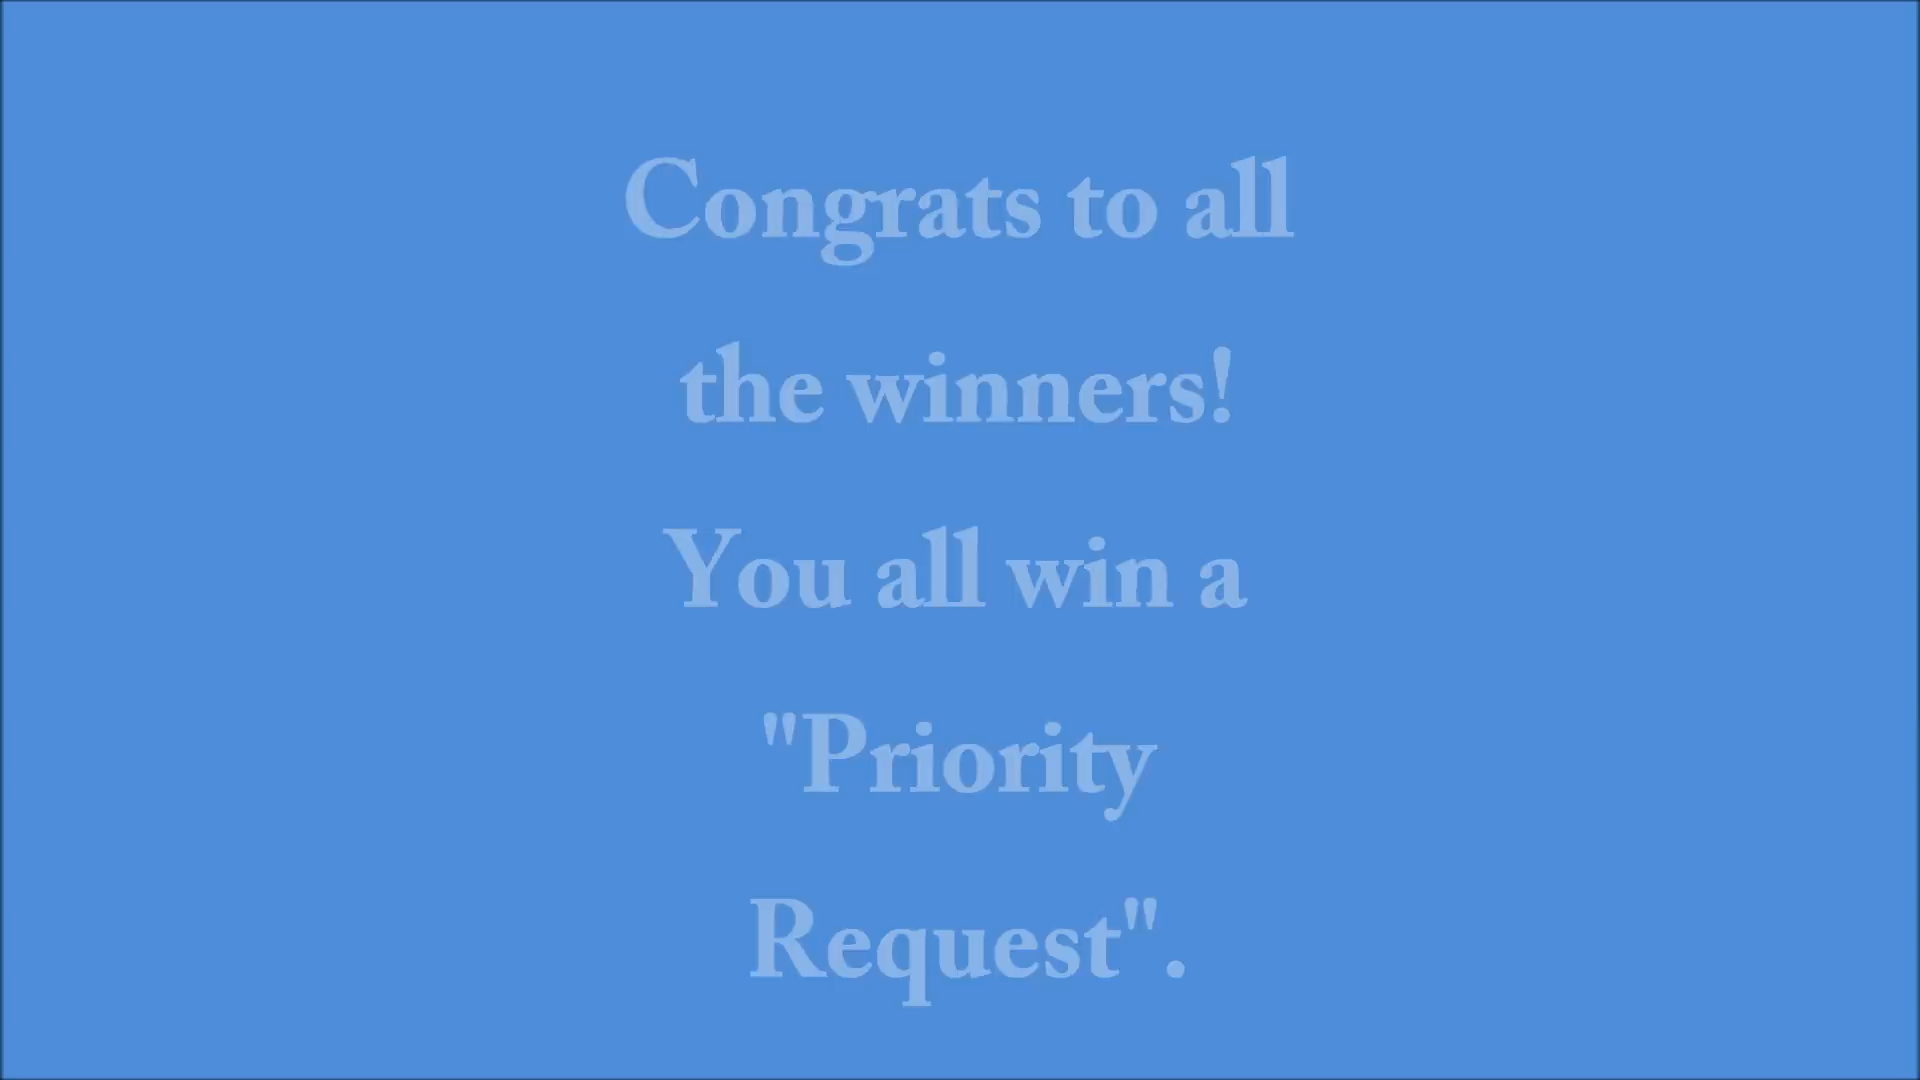 Congrats to all
the winners!
You all win a
"Priority
Request".